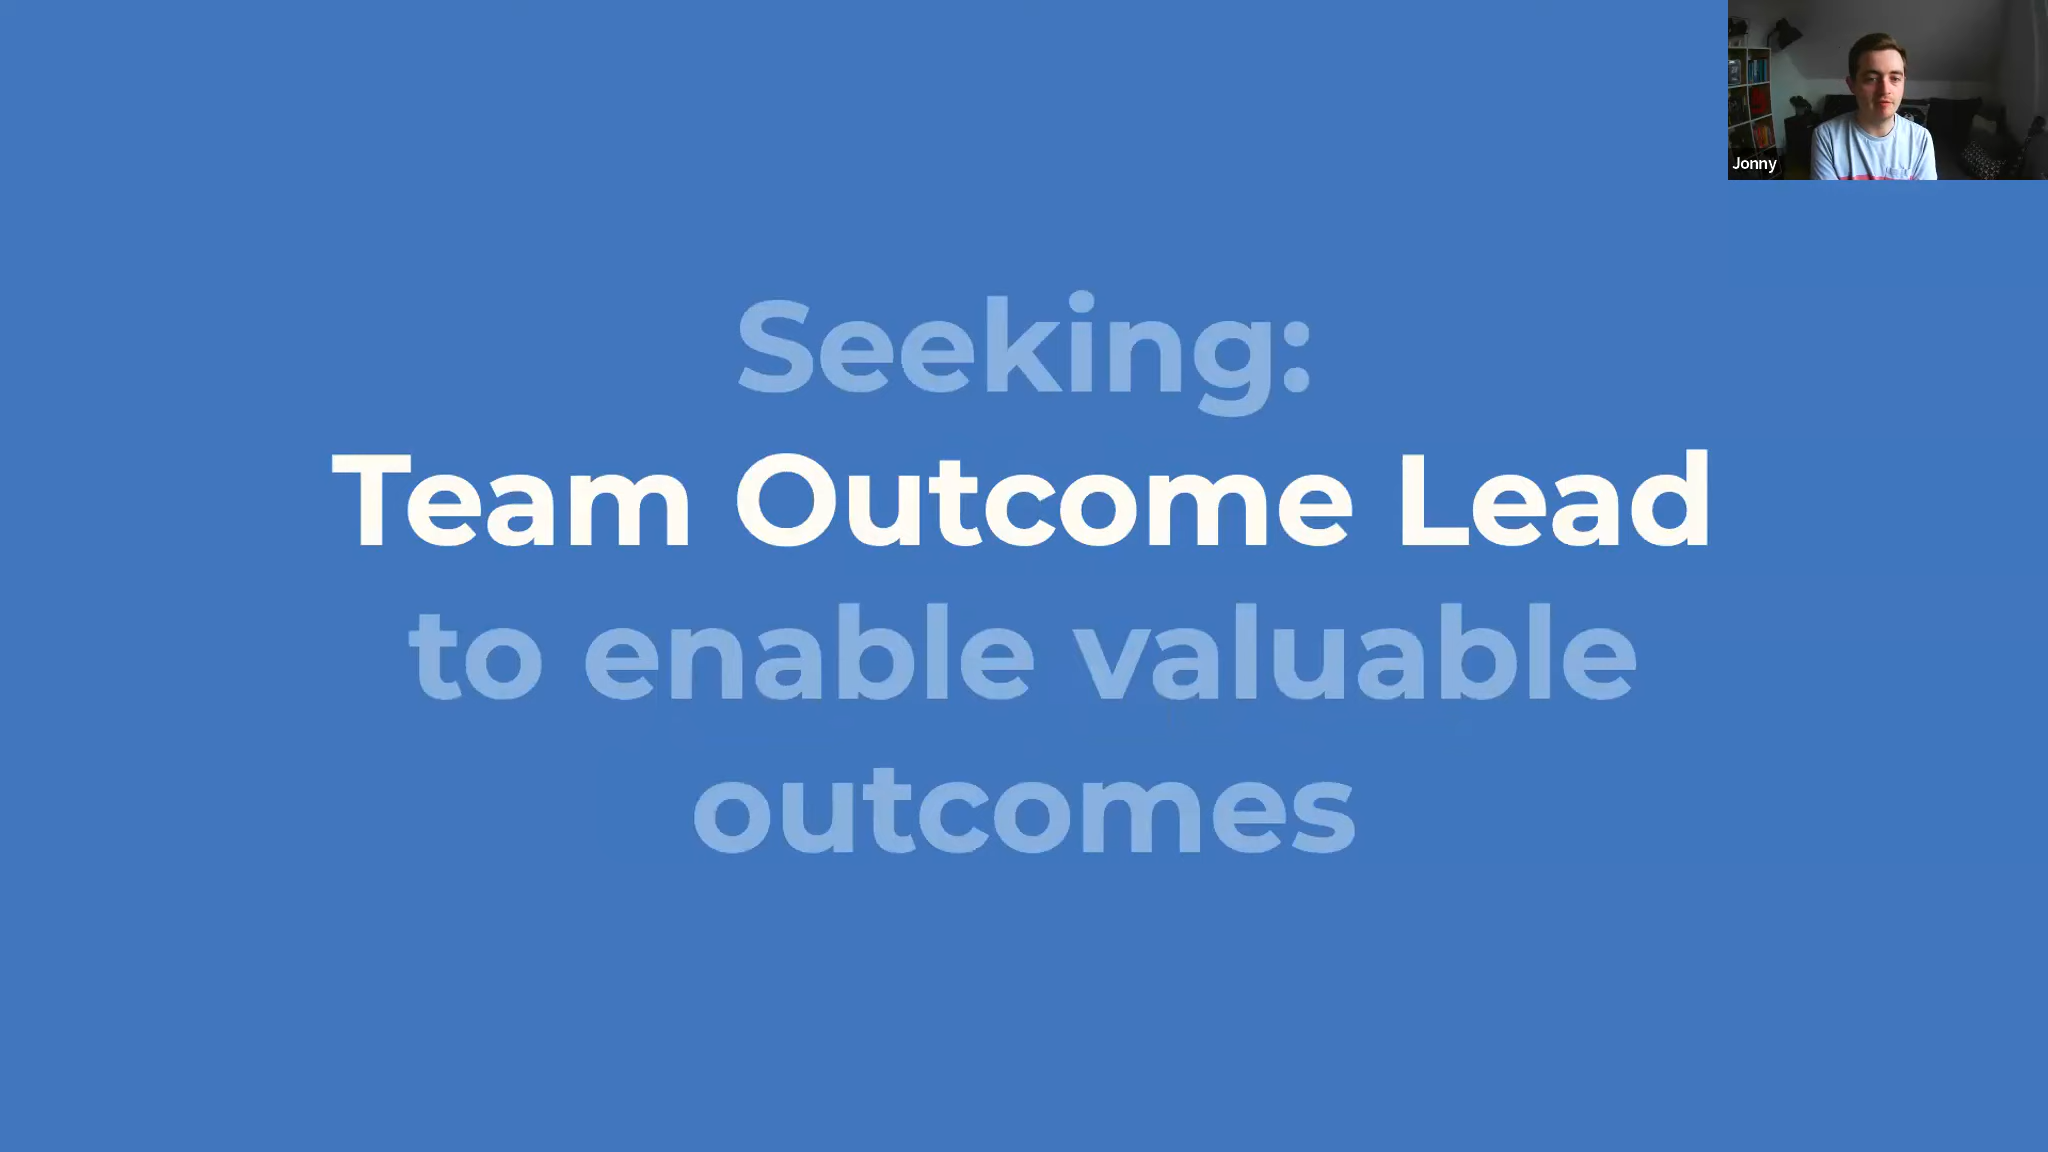 Jonny
Seeking:
Team Outcome Lead
to enable valuable
outcomes